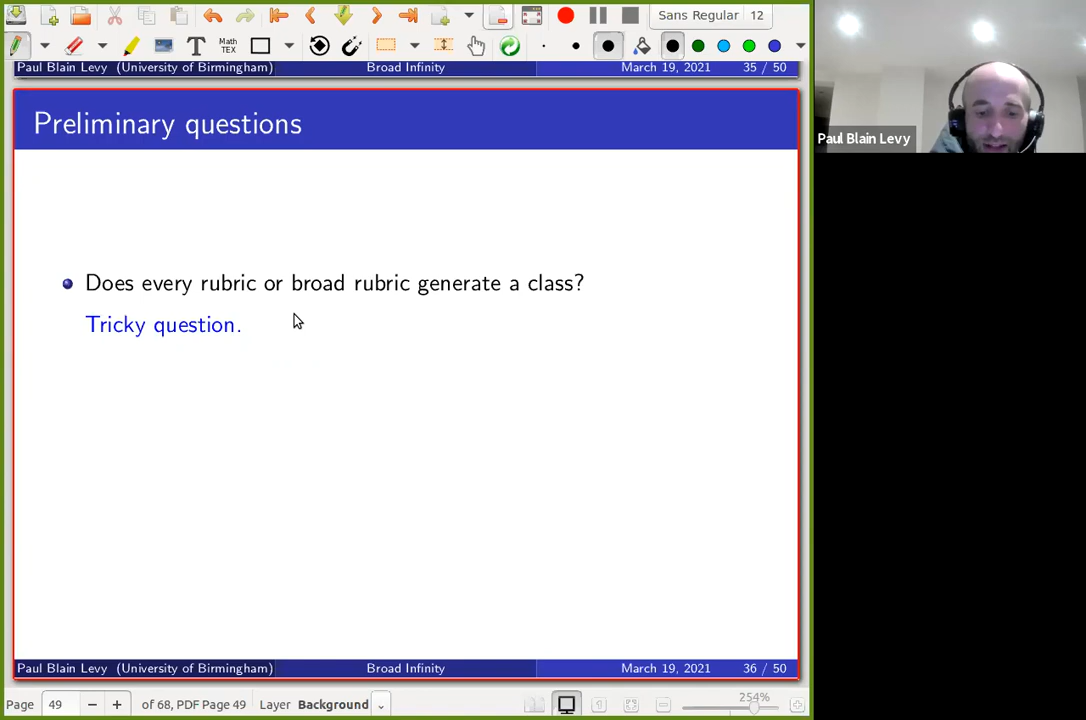 Sans Regular 12
T
Math
TEX
Paul Blain Levy (University of Birmingham) Broad Infinity March 19, 2021 35 / 50
Preliminary questions
Paul Blain Levy
Does every rubric or broad rubric generate a class?
Tricky question.
Paul Blain Levy (University of Birmingham) Broad Infinity March 19, 2021 36 / 50
Page 49 of 68, PDF Page 49 Layer Background 254%